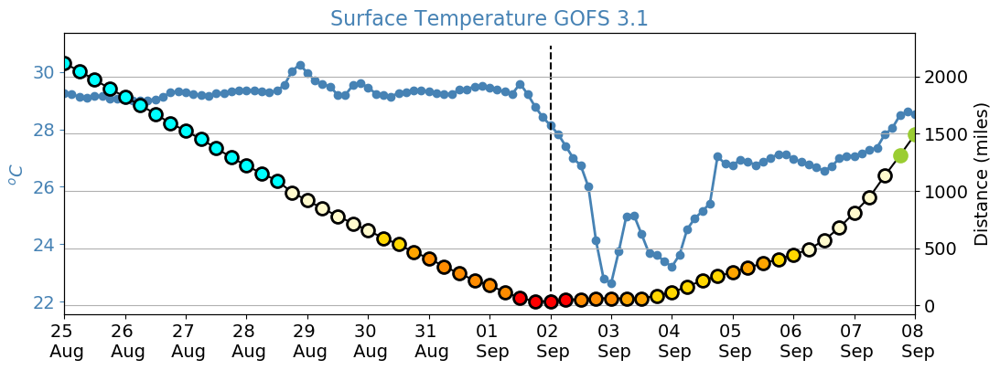 Surface Temperature GOFS 3.1
30
28
26
24
22
°C
2000
1500
1000
500
0
Distance (miles)
25 26 27 28 29 30 31 01 02 03 04 05 06 07 08
Aug Aug Aug Aug Aug Aug Aug Sep Sep Sep Sep Sep Sep Sep Sep